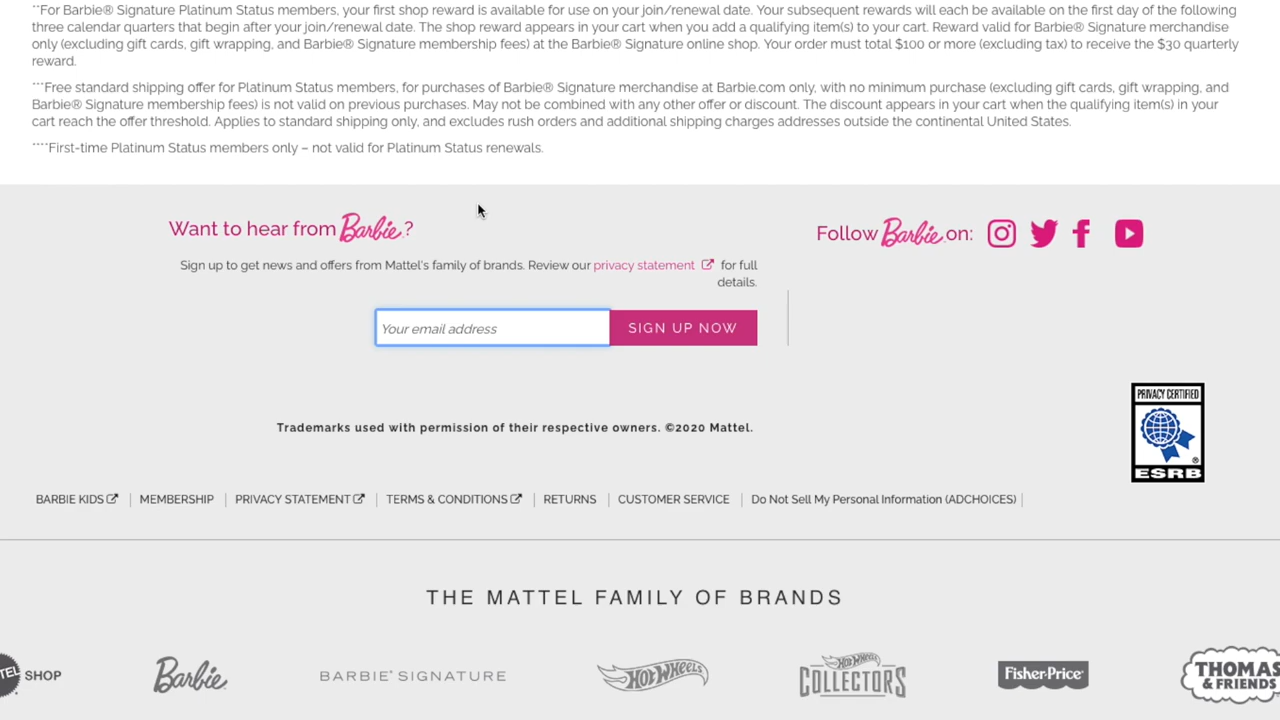 **For Barbie® Signature Platinum Status members, your first shop reward is available for use on your join/renewal date. Your subsequent rewards will each be available on the first day of the following
three calendar quarters that begin after your join/renewal date. The shop reward appears in your cart when you add a qualifying item(s) to your cart. Reward valid for Barbie® Signature merchandise
only (excluding gift cards, gift wrapping, and Barbie® Signature membership fees) at the Barbie® Signature online shop. Your order must total $100 or more (excluding tax) to receive the $30 quarterly
reward.
***Free standard shipping offer for Platinum Status members, for purchases of Barbie® Signature merchandise at Barbie.com only, with no minimum purchase (excluding gift cards, gift wrapping, and
Barbie® Signature membership fees) is not valid on previous purchases. May not be combined with any other offer or discount. The discount appears in your cart when the qualifying item(s) in your
cart reach the offer threshold. Applies to standard shipping only, and excludes rush orders and additional shipping charges addresses outside the continental United States.
****First-time Platinum Status members only – not valid for Platinum Status renewals.
Want to hear from Barbie?
Follow Barbie on:
Sign up to get news and offers from Mattel's family of brands. Review our privacy statement for full
details.
Your email address
SIGN UP NOW
PRIVACY CERTIFIED
®
ESRB
Trademarks used with permission of their respective owners. ©2020 Mattel.
BARBIE KIDS | MEMBERSHIP | PRIVACY STATEMENT | TERMS & CONDITIONS | RETURNS | CUSTOMER SERVICE | Do Not Sell My Personal Information (ADCHOICES) |
THE MATTEL FAMILY OF BRANDS
TEL SHOP
Barbie
BARBIE SIGNATURE
HOT WHEELS
HOT WHEELS
COLLECTORS
Fisher-Price
THOMAS
& FRIENDS